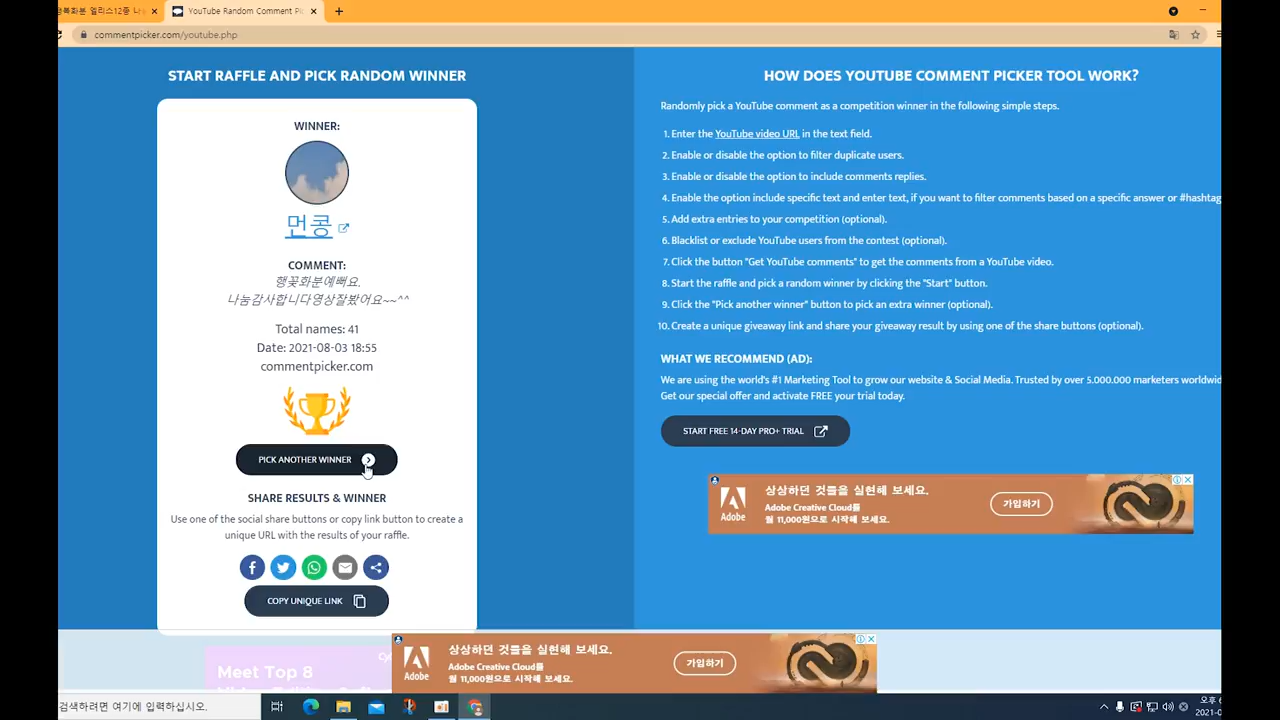 행복화분 엘리스12종 나
YouTube Random Comment Pi
commentpicker.com/youtube.php
START RAFFLE AND PICK RANDOM WINNER
WINNER:
먼콩
COMMENT:
행꽃화분예뻐요.
나눔감사합니다영상잘봤어요~~^^
Total names: 41
Date: 2021-08-03 18:55
commentpicker.com
PICK ANOTHER WINNER
SHARE RESULTS & WINNER
Use one of the social share buttons or copy link button to create a
unique URL with the results of your raffle.
COPY UNIQUE LINK
HOW DOES YOUTUBE COMMENT PICKER TOOL WORK?
Randomly pick a YouTube comment as a competition winner in the following simple steps.
1. Enter the YouTube video URL in the text field.
2. Enable or disable the option to filter duplicate users.
3. Enable or disable the option to include comments replies.
4. Enable the option include specific text and enter text, if you want to filter comments based on a specific answer or #hashtag
5. Add extra entries to your competition (optional).
6. Blacklist or exclude YouTube users from the contest (optional).
7. Click the button "Get YouTube comments" to get the comments from a YouTube video.
8. Start the raffle and pick a random winner by clicking the "Start" button.
9. Click the "Pick another winner" button to pick an extra winner (optional).
10. Create a unique giveaway link and share your giveaway result by using one of the share buttons (optional).
WHAT WE RECOMMEND (AD):
We are using the world's #1 Marketing Tool to grow our website & Social Media. Trusted by over 5.000.000 marketers worldwid
Get our special offer and activate FREE your trial today.
START FREE 14-DAY PRO+ TRIAL
Adobe
상상하던 것들을 실현해 보세요.
Adobe Creative Cloud를
월 11,000원으로 시작해 보세요.
가입하기
Meet Top 8
Adobe
상상하던 것들을 실현해 보세요.
Adobe Creative Cloud를
월 11,000원으로 시작해 보세요.
가입하기
검색하려면 여기에 입력하십시오.
오후 6
2021-0